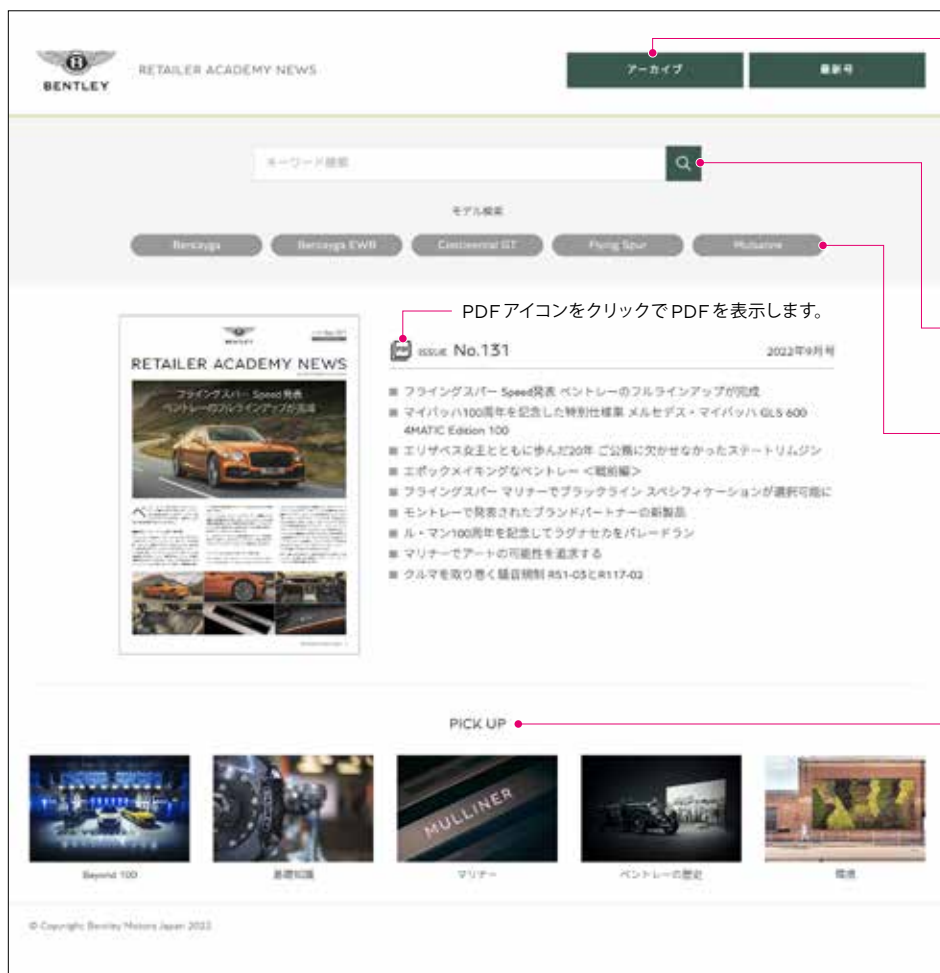 BENTLEY
RETAILER ACADEMY NEWS
アーカイブ
最新号
キーワード検索
モデル検索
Bentayga
Bentayga EWB
Continental GT
Flying Spur
Mulsanne
PDFアイコンをクリックでPDFを表示します。
RETAILER ACADEMY NEWS
フライングスパー Speed発表
ベントレーのフルラインアップが完成
PDF ISSUE No.131
2022年9月号
■ フライングスパー Speed発表 ベントレーのフルラインアップが完成
■ マイバッハ100周年を記念した特別仕様車 メルセデス・マイバッハ GLS 600
4MATIC Edition 100
■ エリザベス女王とともに歩んだ20年 ご公務に欠かせなかったステートリムジン
■ エポックメイキングなベントレー <戦前編>
■ フライングスパー マリナーでブラックライン スペシフィケーションが選択可能に
■ モントレーで発表されたブランドパートナーの新製品
■ ル・マン100周年を記念してラグナセカをパレードラン
■ マリナーでアートの可能性を追求する
■ クルマを取り巻く騒音規制 R51-03とR117-02
PICK UP
MULLINER
Beyond 100
基礎知識
マリナー
ベントレーの歴史
環境
© Copyright Bentley Motors Japan 2022